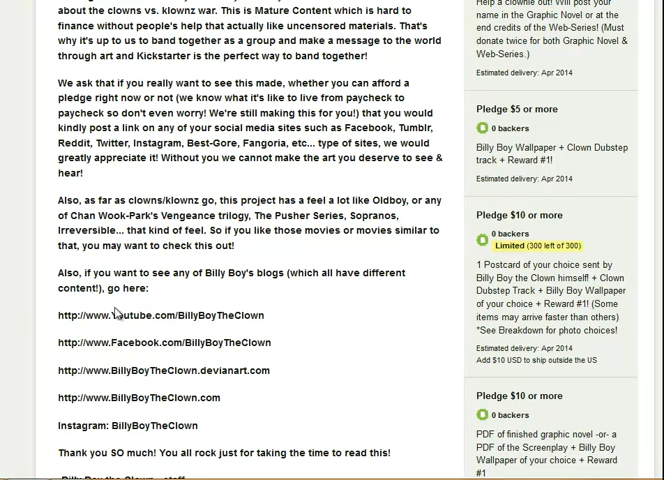 about the clowns vs. klownz war. This is Mature Content which is hard to
finance without people's help that actually like uncensored materials. That's
why it's up to us to band together as a group and make a message to the world
through art and Kickstarter is the perfect way to band together!
We ask that if you really want to see this made, whether you can afford a
pledge right now or not (we know what it's like to live from paycheck to
paycheck so don't even worry! We're still making this for you!) that you would
kindly post a link on any of your social media sites such as Facebook, Tumblr,
Reddit, Twitter, Instagram, Best-Gore, Fangoria, etc... type of sites, we would
greatly appreciate it! Without you we cannot make the art you deserve to see &
hear!
Also, as far as clowns/klownz go, this project has a feel a lot like Oldboy, or any
of Chan Wook-Park's Vengeance trilogy, The Pusher Series, Sopranos,
Irreversible... that kind of feel. So if you like those movies or movies similar to
that, you may want to check this out!
Also, if you want to see any of Billy Boy's blogs (which all have different
content!), go here:
http://www.Youtube.com/BillyBoyTheClown
http://www.Facebook.com/BillyBoyTheClown
http://www.BillyBoyTheClown.devianart.com
http://www.BillyBoyTheClown.com
Instagram: BillyBoyTheClown
Thank you SO much! You all rock just for taking the time to read this!
Help a clownie out! Will post your
name in the Graphic Novel or at the
end credits of the Web-Series! (Must
donate twice for both Graphic Novel &
Web-Series.)
Estimated delivery: Apr 2014
Pledge $5 or more
0 backers
Billy Boy Wallpaper + Clown Dubstep
track + Reward #1!
Estimated delivery: Apr 2014
Pledge $10 or more
0 backers
Limited (300 left of 300)
1 Postcard of your choice sent by
Billy Boy the Clown himself! + Clown
Dubstep Track + Billy Boy Wallpaper
of your choice + Reward #1! (Some
items may arrive faster than others)
*See Breakdown for photo choices!
Estimated delivery: Apr 2014
Add $10 USD to ship outside the US
Pledge $10 or more
0 backers
PDF of finished graphic novel -or- a
PDF of the Screenplay + Billy Boy
Wallpaper of your choice + Reward
#1